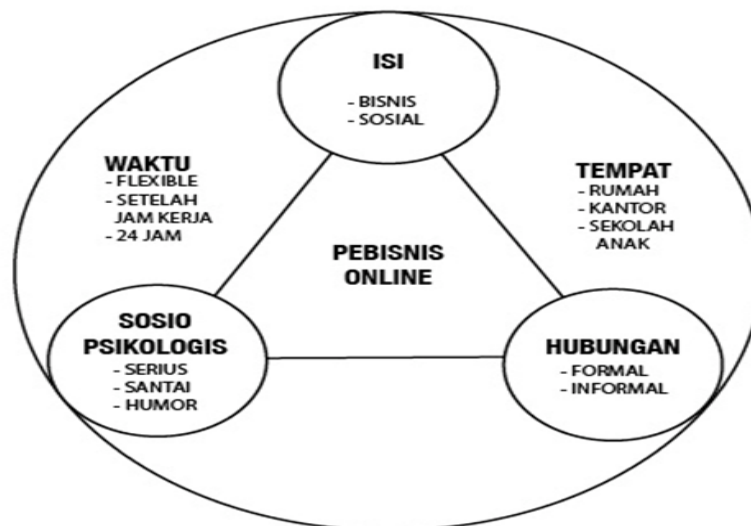 ISI
- BISNIS
- SOSIAL
WAKTU
- FLEXIBLE
- SETELAH
JAM KERJA
- 24 JAM
TEMPAT
- RUMAH
- KANTOR
- SEKOLAH
ANAK
PEBISNIS
ONLINE
SOSIO
PSIKOLOGIS
- SERIUS
- SANTAI
- HUMOR
HUBUNGAN
- FORMAL
- INFORMAL